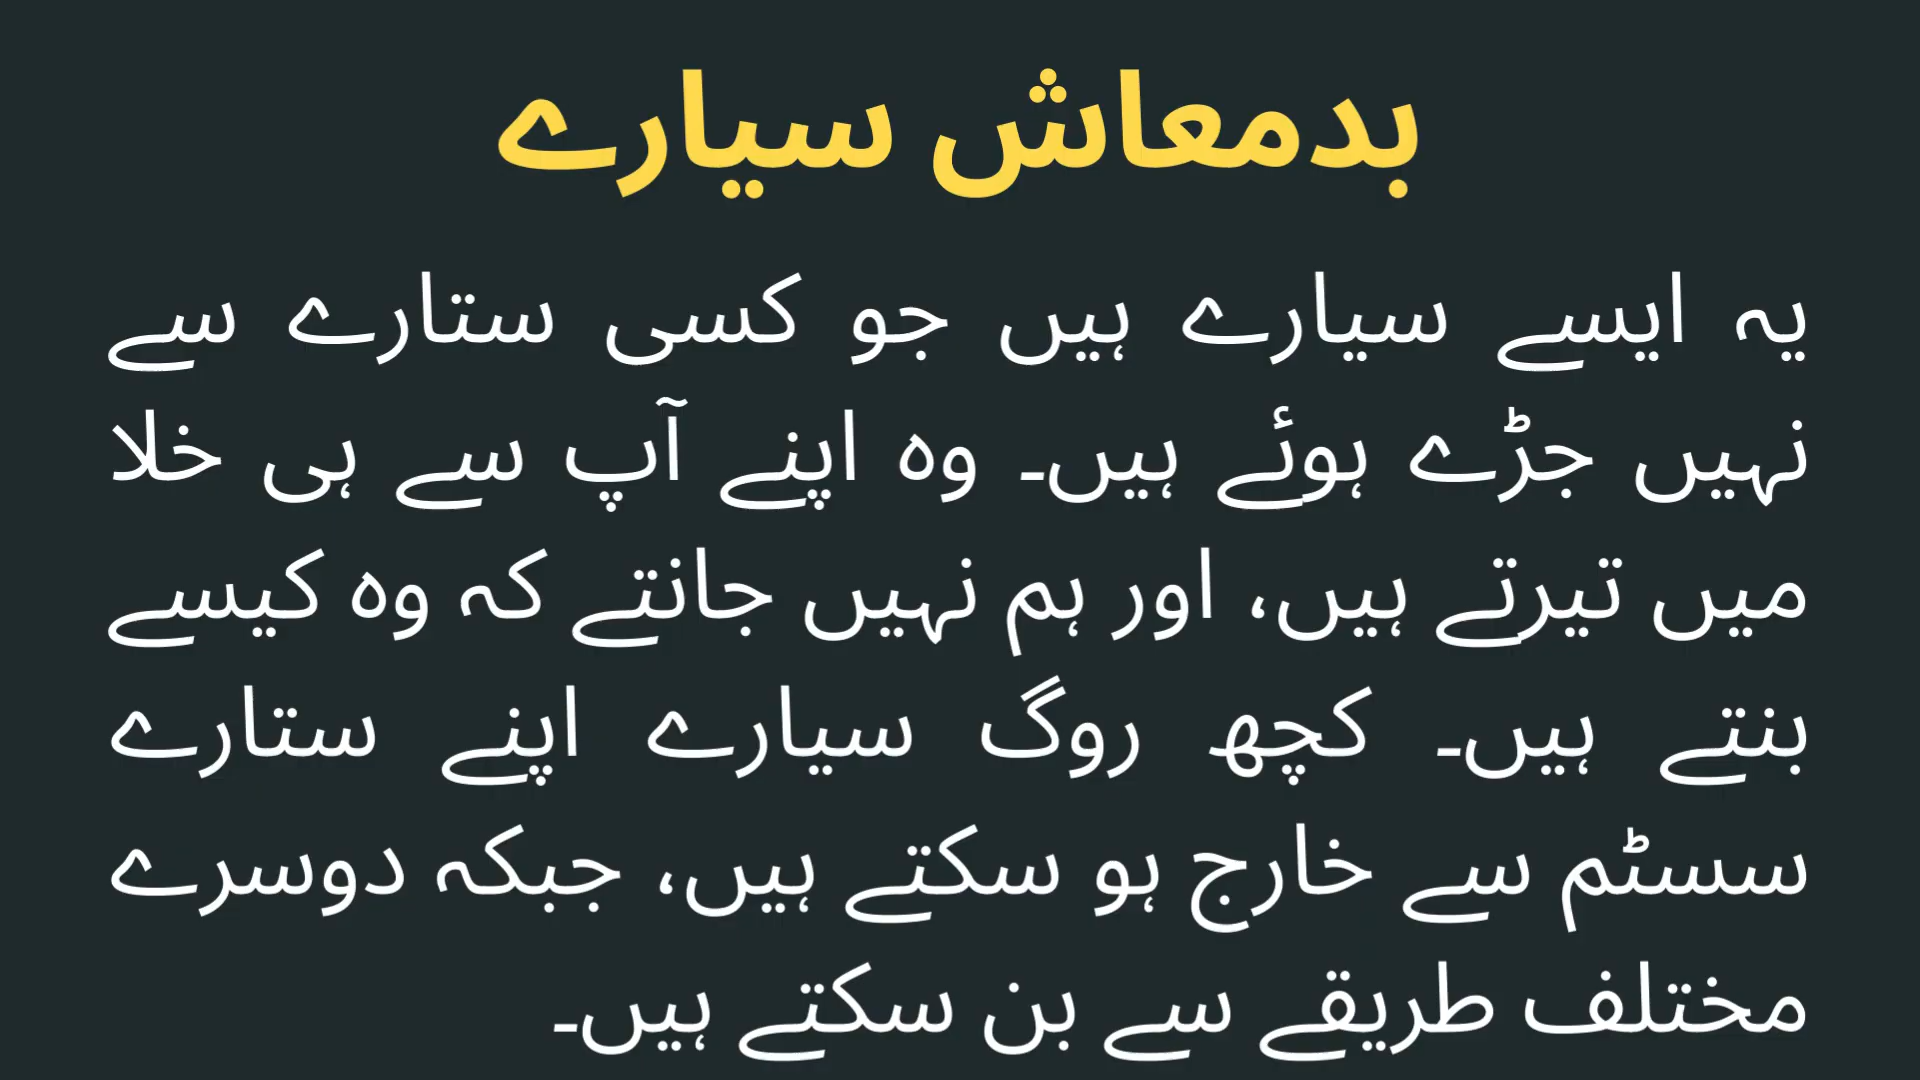 بدمعاش سیارے
یہ ایسے سیارے ہیں جو کسی ستارے سے
نہیں جڑے ہوئے ہیں۔ وہ اپنے آپ سے ہی خلا
میں تیرتے ہیں، اور ہم نہیں جانتے کہ وہ کیسے
بنتے ہیں۔ کچھ روگ سیارے اپنے ستارے
سسٹم سے خارج ہو سکتے ہیں، جبکہ دوسرے
مختلف طریقے سے بن سکتے ہیں۔